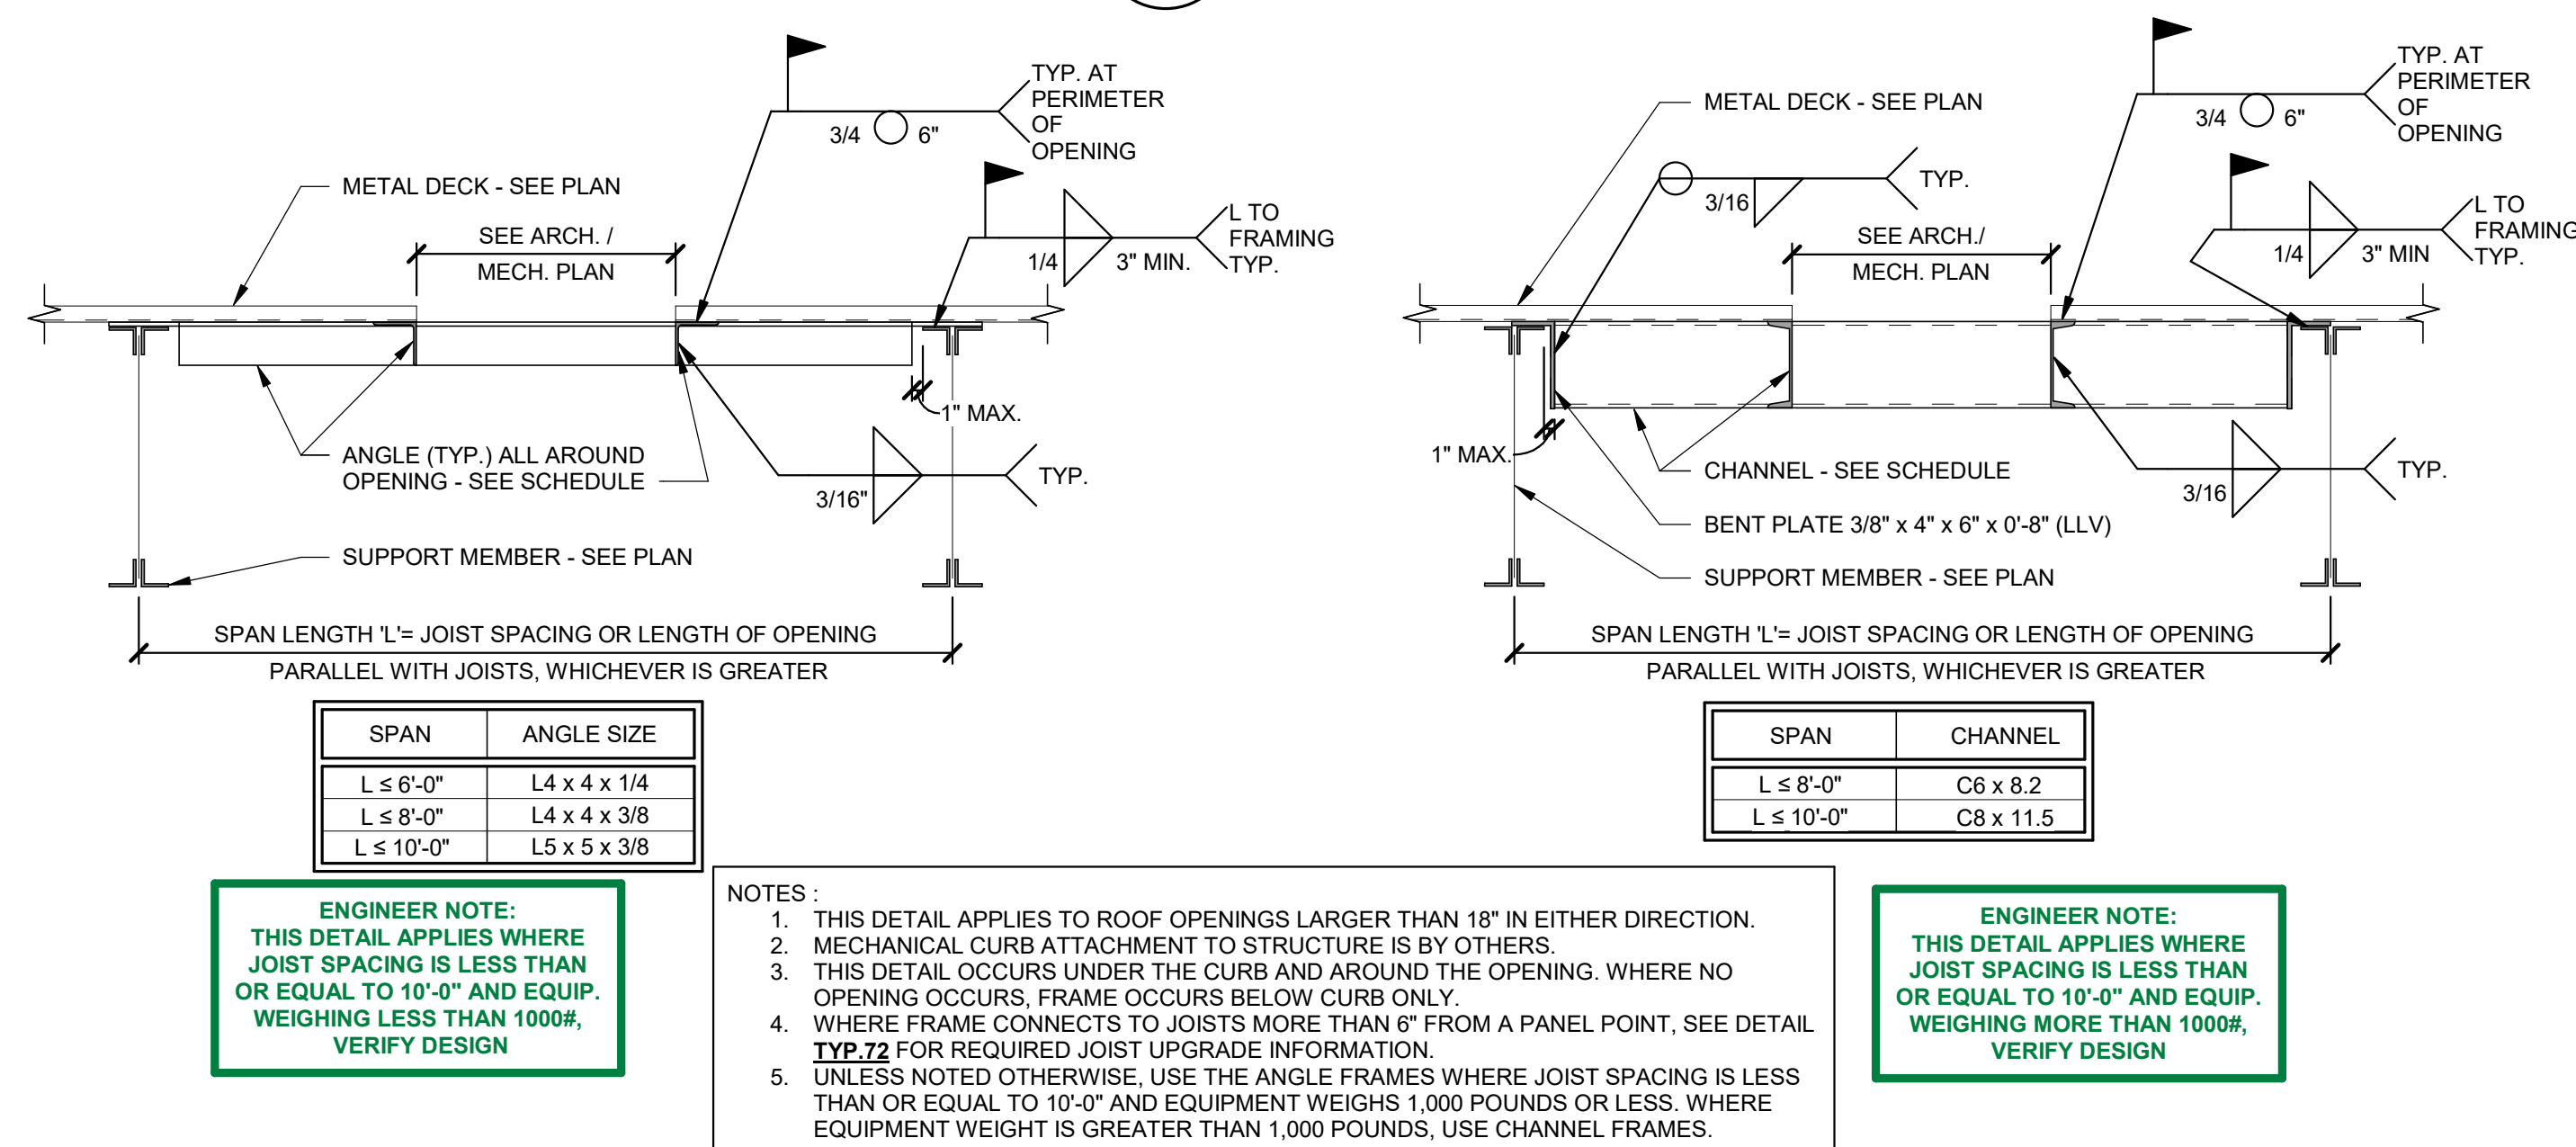 TYP. AT
PERIMETER
OF
OPENING
3/4 6"
METAL DECK - SEE PLAN
SEE ARCH. /
MECH. PLAN
L TO
FRAMING
TYP.
1/4 3" MIN.
1" MAX.
ANGLE (TYP.) ALL AROUND
OPENING - SEE SCHEDULE
3/16"
TYP.
SUPPORT MEMBER - SEE PLAN
SPAN LENGTH 'L'= JOIST SPACING OR LENGTH OF OPENING
PARALLEL WITH JOISTS, WHICHEVER IS GREATER
SPAN ANGLE SIZE
L ≤ 6'-0" L4 x 4 x 1/4
L ≤ 8'-0" L4 x 4 x 3/8
L ≤ 10'-0" L5 x 5 x 3/8
ENGINEER NOTE:
THIS DETAIL APPLIES WHERE
JOIST SPACING IS LESS THAN
OR EQUAL TO 10'-0" AND EQUIP.
WEIGHING LESS THAN 1000#,
VERIFY DESIGN
TYP. AT
PERIMETER
OF
OPENING
3/4 6"
METAL DECK - SEE PLAN
3/16
TYP.
SEE ARCH./
MECH. PLAN
L TO
FRAMING
TYP.
1/4 3" MIN
1" MAX.
CHANNEL - SEE SCHEDULE
3/16
TYP.
BENT PLATE 3/8" x 4" x 6" x 0'-8" (LLV)
SUPPORT MEMBER - SEE PLAN
SPAN LENGTH 'L'= JOIST SPACING OR LENGTH OF OPENING
PARALLEL WITH JOISTS, WHICHEVER IS GREATER
SPAN CHANNEL
L ≤ 8'-0" C6 x 8.2
L ≤ 10'-0" C8 x 11.5
NOTES :
1. THIS DETAIL APPLIES TO ROOF OPENINGS LARGER THAN 18" IN EITHER DIRECTION.
2. MECHANICAL CURB ATTACHMENT TO STRUCTURE IS BY OTHERS.
3. THIS DETAIL OCCURS UNDER THE CURB AND AROUND THE OPENING. WHERE NO
OPENING OCCURS, FRAME OCCURS BELOW CURB ONLY.
4. WHERE FRAME CONNECTS TO JOISTS MORE THAN 6" FROM A PANEL POINT, SEE DETAIL
TYP.72 FOR REQUIRED JOIST UPGRADE INFORMATION.
5. UNLESS NOTED OTHERWISE, USE THE ANGLE FRAMES WHERE JOIST SPACING IS LESS
THAN OR EQUAL TO 10'-0" AND EQUIPMENT WEIGHS 1,000 POUNDS OR LESS. WHERE
EQUIPMENT WEIGHT IS GREATER THAN 1,000 POUNDS, USE CHANNEL FRAMES.
ENGINEER NOTE:
THIS DETAIL APPLIES WHERE
JOIST SPACING IS LESS THAN
OR EQUAL TO 10'-0" AND EQUIP.
WEIGHING MORE THAN 1000#,
VERIFY DESIGN